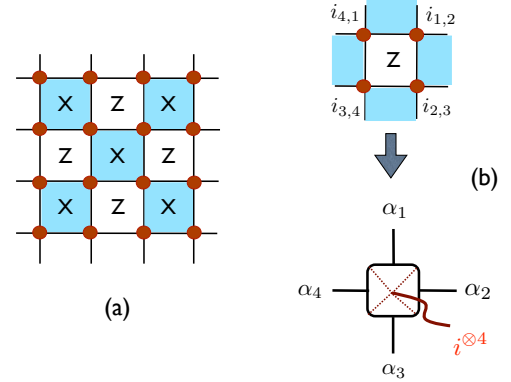 X Z X
Z X Z
X Z X
(a)
i_{4,1} i_{1,2}
Z
i_{3,4} i_{2,3}
(b)
α_1
α_4 α_2
i^{⊗4}
α_3